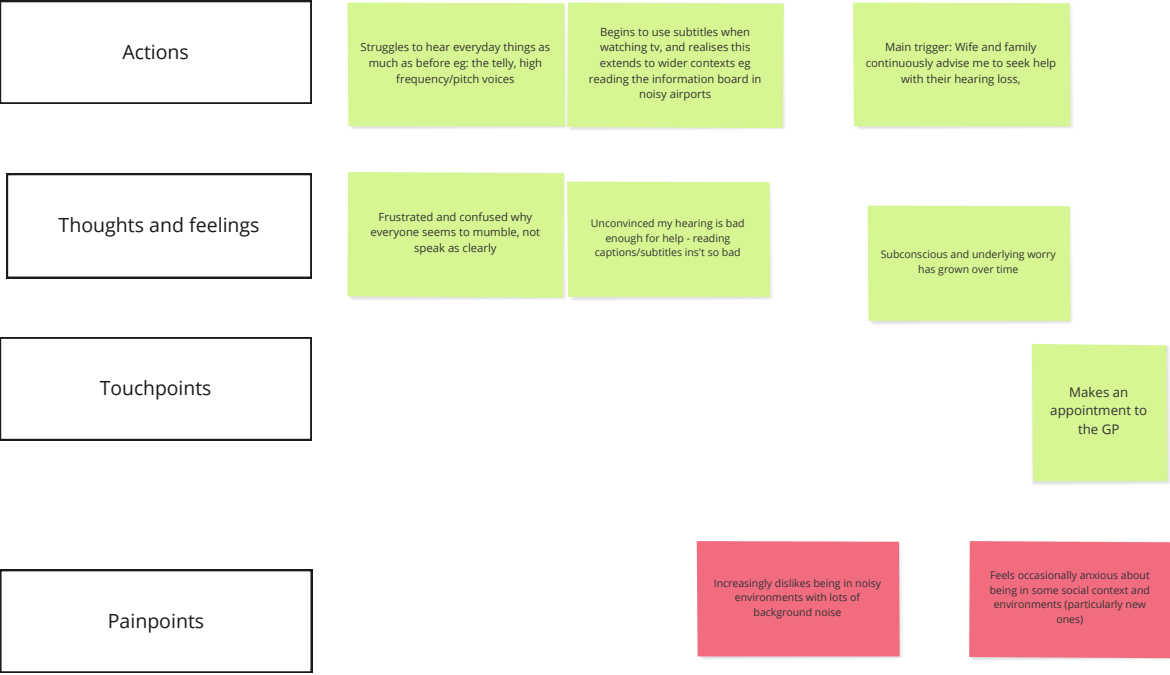 Actions
Struggles to hear everyday things as
much as before eg: the telly, high
frequency/pitch voices
Begins to use subtitles when
watching tv, and realises this
extends to wider contexts eg
reading the information board in
noisy airports
Main trigger: Wife and family
continuously advise me to seek help
with their hearing loss,
Thoughts and feelings
Frustrated and confused why
everyone seems to mumble, not
speak as clearly
Unconvinced my hearing is bad
enough for help - reading
captions/subtitles ins't so bad
Subconscious and underlying worry
has grown over time
Touchpoints
Makes an
appointment to
the GP
Painpoints
Increasingly dislikes being in noisy
environments with lots of
background noise
Feels occasionally anxious about
being in some social context and
environments (particularly new
ones)